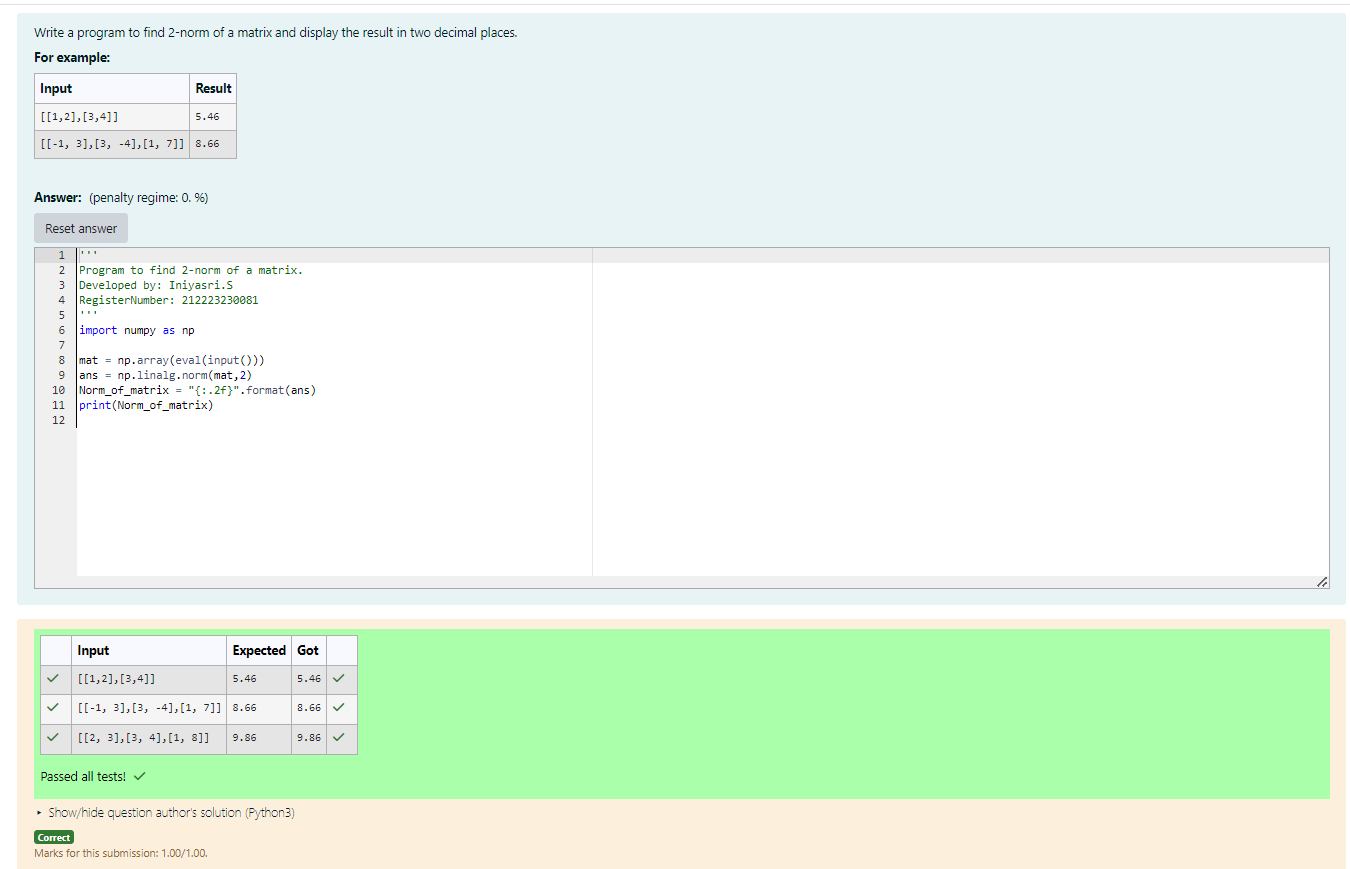 Write a program to find 2-norm of a matrix and display the result in two decimal places.
For example:
Input Result
[[1,2],[3,4]] 5.46
[[-1, 3],[3, -4],[1, 7]] 8.66
Answer: (penalty regime: 0. %)
Reset answer
1 '''
2 Program to find 2-norm of a matrix.
3 Developed by: Iniyasri.S
4 RegisterNumber: 212223230081
5 '''
6 import numpy as np
7
8 mat = np.array(eval(input()))
9 ans = np.linalg.norm(mat,2)
10 Norm_of_matrix = "{:.2f}".format(ans)
11 print(Norm_of_matrix)
12
Input Expected Got
[[1,2],[3,4]] 5.46 5.46
[[-1, 3],[3, -4],[1, 7]] 8.66 8.66
[[2, 3],[3, 4],[1, 8]] 9.86 9.86
Passed all tests!
Show/hide question author's solution (Python3)
Correct
Marks for this submission: 1.00/1.00.